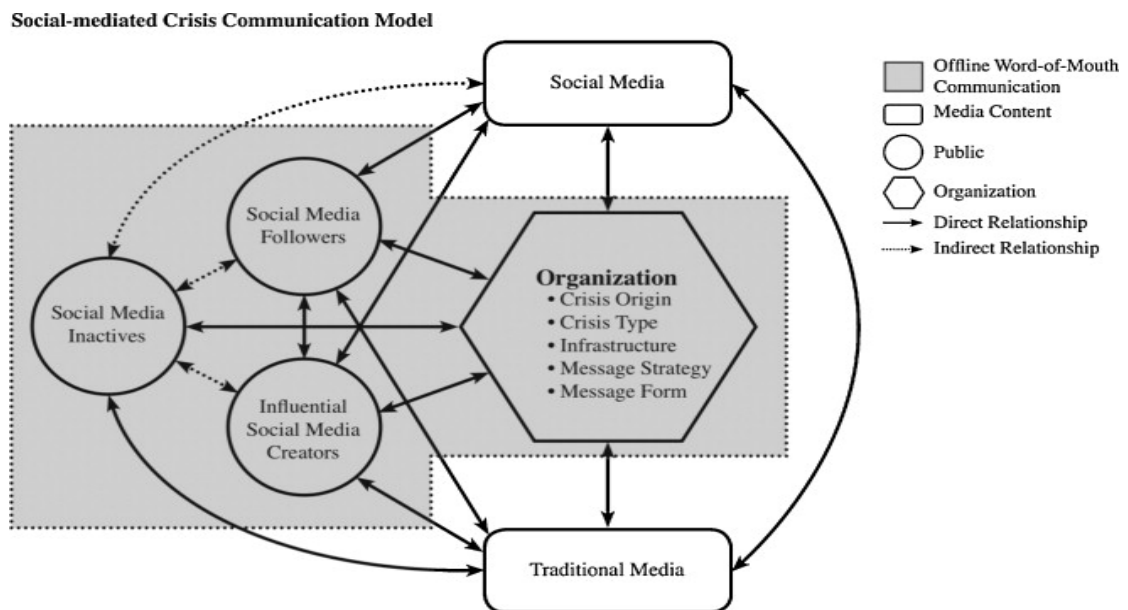 Social-mediated Crisis Communication Model
Social Media
Offline Word-of-Mouth
Communication
Media Content
Public
Organization
Direct Relationship
Indirect Relationship
Social Media
Followers
Social Media
Inactives
Influential
Social Media
Creators
Organization
• Crisis Origin
• Crisis Type
• Infrastructure
• Message Strategy
• Message Form
Traditional Media